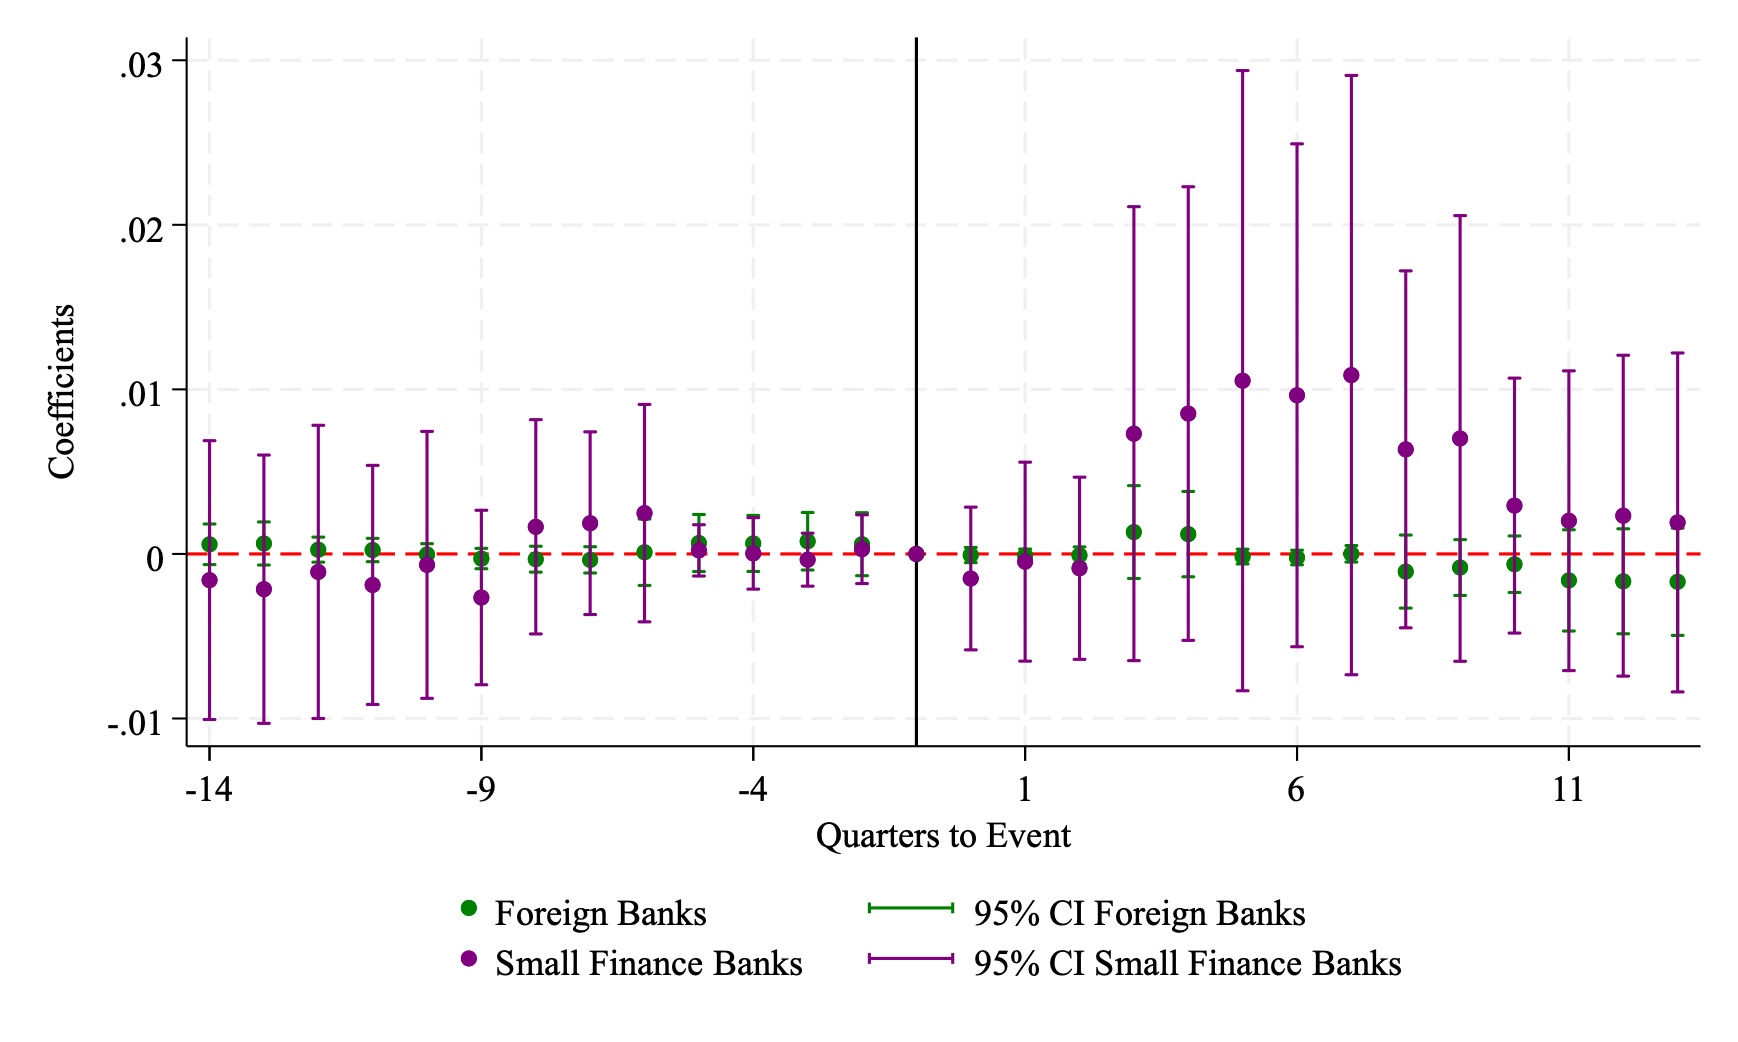 .03
.02
.01
0
-.01
Coefficients
-14 -9 -4 1 6 11
Quarters to Event
Foreign Banks 95% CI Foreign Banks
Small Finance Banks 95% CI Small Finance Banks